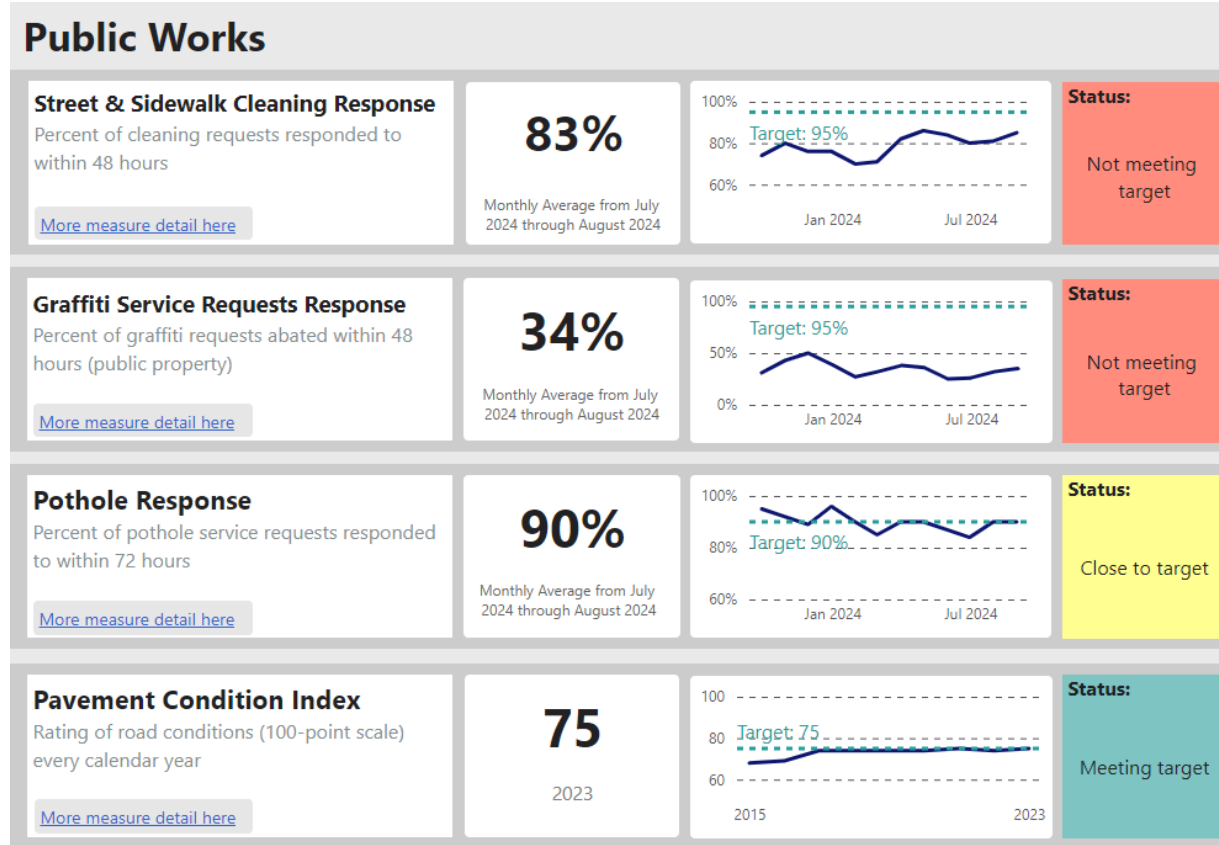 Public Works
Street & Sidewalk Cleaning Response
Percent of cleaning requests responded to
within 48 hours
More measure detail here
83%
Monthly Average from July
2024 through August 2024
100%
80%
60%
Target: 95%
Jan 2024
Jul 2024
Status:
Not meeting
target
Graffiti Service Requests Response
Percent of graffiti requests abated within 48
hours (public property)
More measure detail here
34%
Monthly Average from July
2024 through August 2024
100%
50%
0%
Target: 95%
Jan 2024
Jul 2024
Status:
Not meeting
target
Pothole Response
Percent of pothole service requests responded
to within 72 hours
More measure detail here
90%
Monthly Average from July
2024 through August 2024
100%
80%
60%
Target: 90%
Jan 2024
Jul 2024
Status:
Close to target
Pavement Condition Index
Rating of road conditions (100-point scale)
every calendar year
More measure detail here
75
2023
100
80
60
Target: 75
2015
2023
Status:
Meeting target